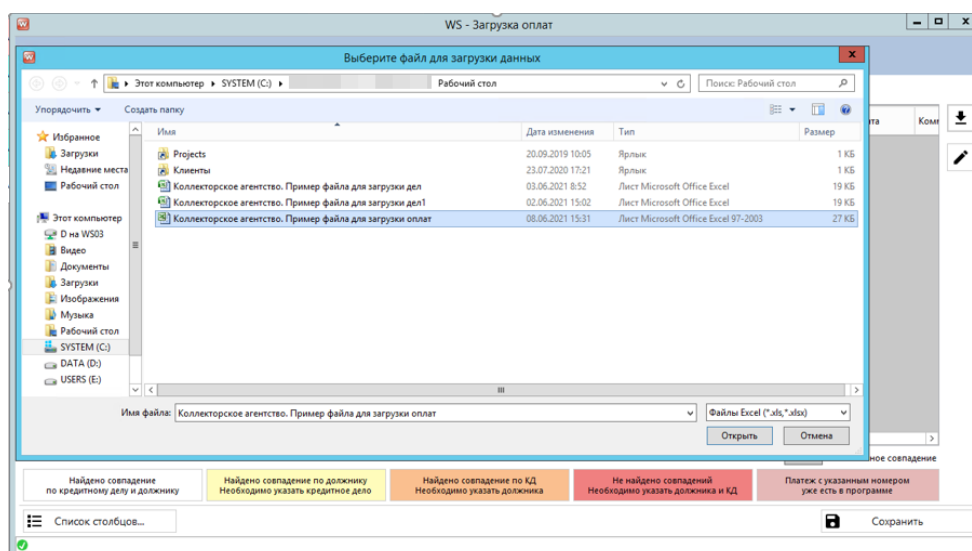 WS - Загрузка оплат
Выберите файл для загрузки данных
Этот компьютер ▸ SYSTEM (C:) ▸ Рабочий стол
Поиск: Рабочий стол
Упорядочить Создать папку
Имя Дата изменения Тип Размер
Избранное
Загрузки
Недавние места
Рабочий стол
Этот компьютер
D на WS03
Видео
Документы
Загрузки
Изображения
Музыка
Рабочий стол
SYSTEM (C:)
DATA (D:)
USERS (E:)
Projects 20.09.2019 10:05 Ярлык 1 КБ
Клиенты 23.07.2020 17:21 Ярлык 1 КБ
Коллекторское агентство. Пример файла для загрузки дел 03.06.2021 8:52 Лист Microsoft Office Excel 19 КБ
Коллекторское агентство. Пример файла для загрузки дел1 02.06.2021 15:02 Лист Microsoft Office Excel 19 КБ
Коллекторское агентство. Пример файла для загрузки оплат 08.06.2021 15:31 Лист Microsoft Office Excel 97-2003 27 КБ
Имя файла: Коллекторское агентство. Пример файла для загрузки оплат
Файлы Excel (*.xls,*.xlsx)
Открыть Отмена
совпадение
Найдено совпадение
по кредитному делу и должнику
Найдено совпадение по должнику
Необходимо указать кредитное дело
Найдено совпадение по КД
Необходимо указать должника
Не найдено совпадений
Необходимо указать должника и КД
Платеж с указанным номером
уже есть в программе
Список столбцов...
Сохранить